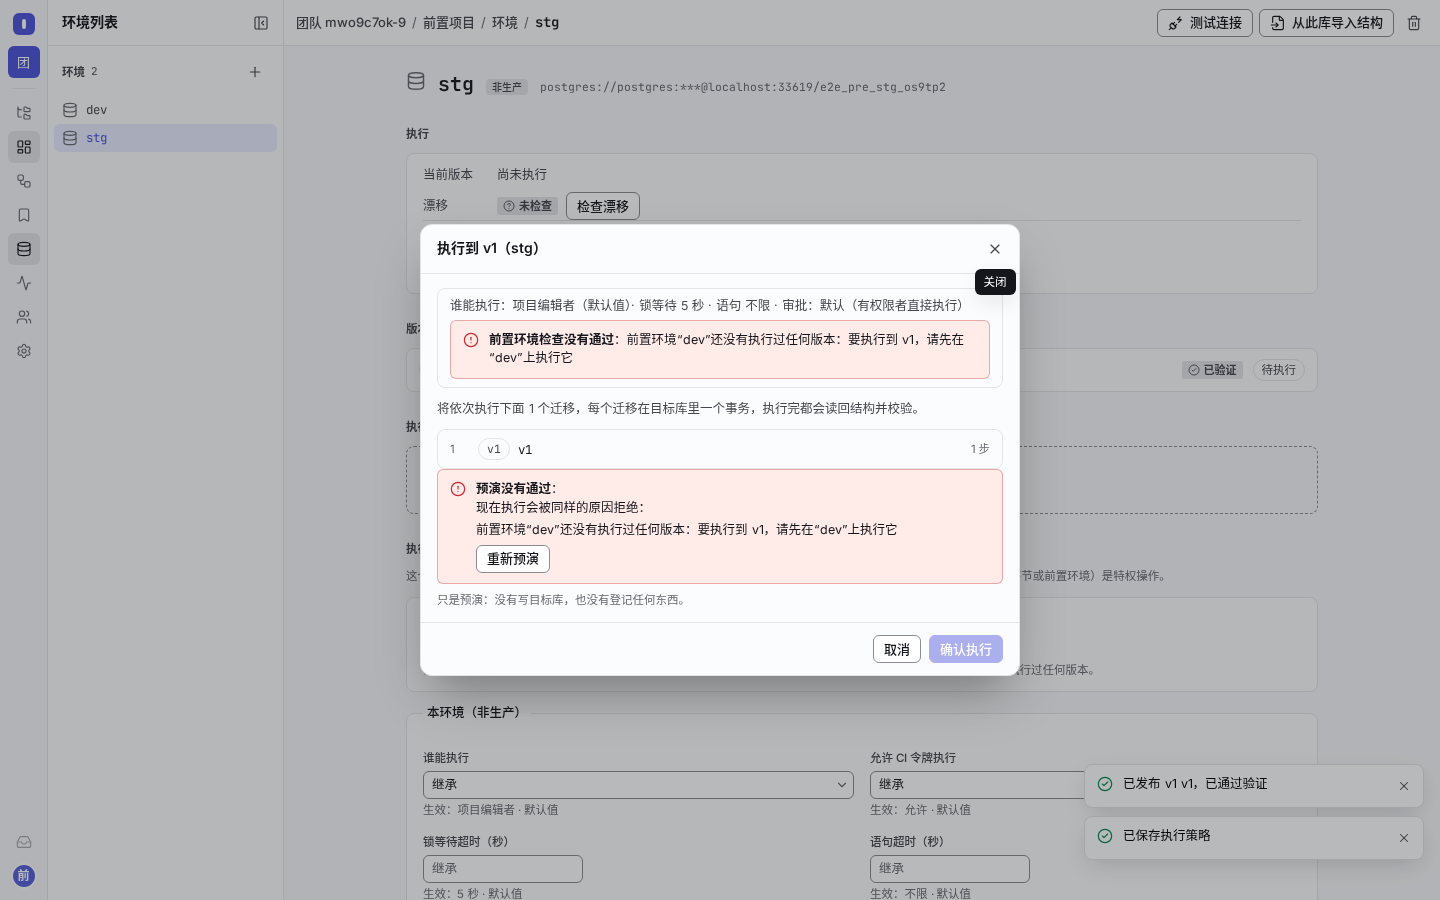 环境列表
团队 mwo9c7ok-9 / 前置项目 / 环境 / stg
测试连接
从此库导入结构
团
环境 2
dev
stg
stg 非生产 postgres://postgres:***@localhost:33619/e2e_pre_stg_os9tp2
执行
当前版本 尚未执行
漂移 未检查 检查漂移
执行到 v1（stg）
关闭
谁能执行：项目编辑者（默认值）· 锁等待 5 秒 · 语句 不限 · 审批：默认（有权限者直接执行）
前置环境检查没有通过：前置环境“dev”还没有执行过任何版本：要执行到 v1，请先在
“dev”上执行它
已验证 待执行
将依次执行下面 1 个迁移，每个迁移在目标库里一个事务，执行完都会读回结构并校验。
1 v1 v1 1 步
预演没有通过：
现在执行会被同样的原因拒绝：
前置环境“dev”还没有执行过任何版本：要执行到 v1，请先在“dev”上执行它
重新预演
节或前置环境）是特权操作。
只是预演：没有写目标库，也没有登记任何东西。
取消 确认执行
行过任何版本。
本环境（非生产）
谁能执行
继承
生效：项目编辑者 · 默认值
允许 CI 令牌执行
继承
生效：允许 · 默认值
锁等待超时（秒）
继承
生效：5 秒 · 默认值
语句超时（秒）
继承
生效：不限 · 默认值
已发布 v1 v1，已通过验证
已保存执行策略
前